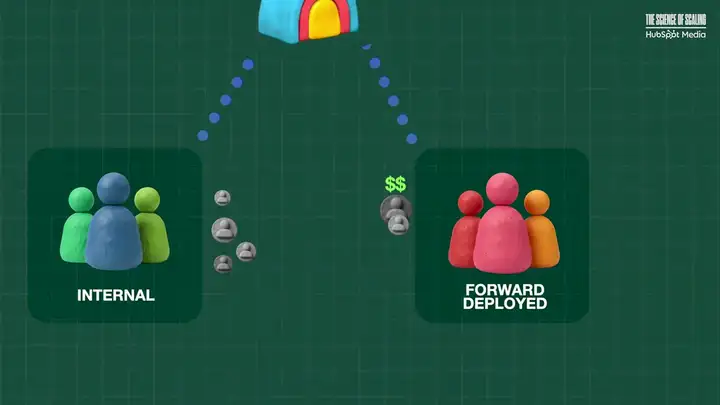 THE SCIENCE OF SCALING
HubSpot Media
$$
INTERNAL
FORWARD
DEPLOYED